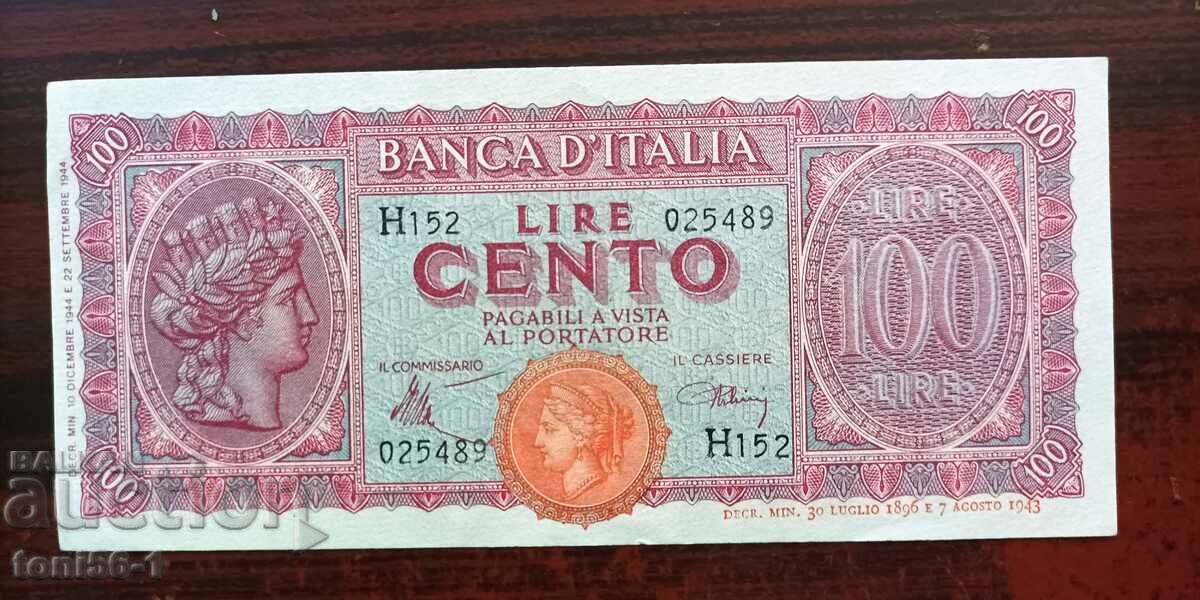 100
100
BANCA D'ITALIA
H152
LIRE
025489
CENTO
PAGABILI A VISTA
AL PORTATORE
IL COMMISSARIO
IL CASSIERE
025489
H152
LIRE
100
LIRE
100
100
DECR. MIN. 10 DICEMBRE 1944 E 22 SETTEMBRE 1944
DECR. MIN. 30 LUGLIO 1896 E 7 AGOSTO 1943
auction
toni56-1